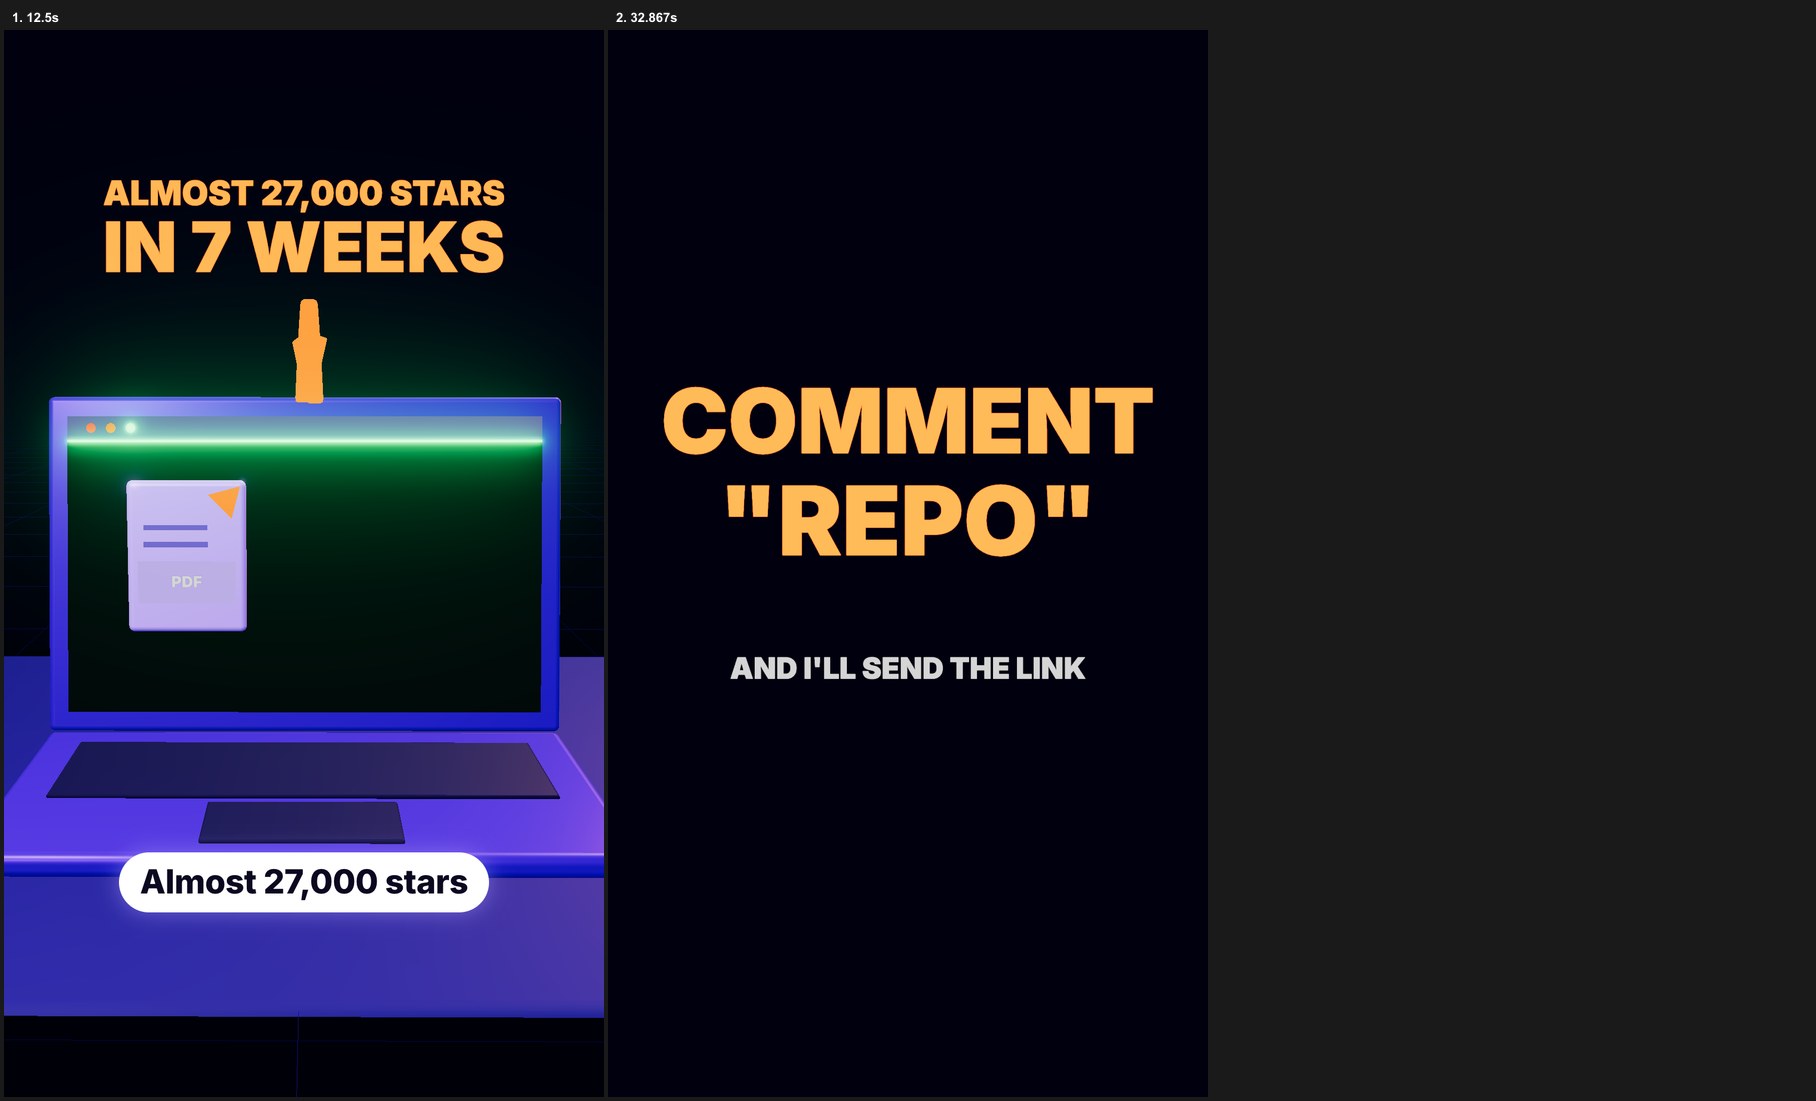 1. 12.5s
ALMOST 27,000 STARS
IN 7 WEEKS
PDF
Almost 27,000 stars
2. 32.867s
COMMENT
"REPO"
AND I'LL SEND THE LINK